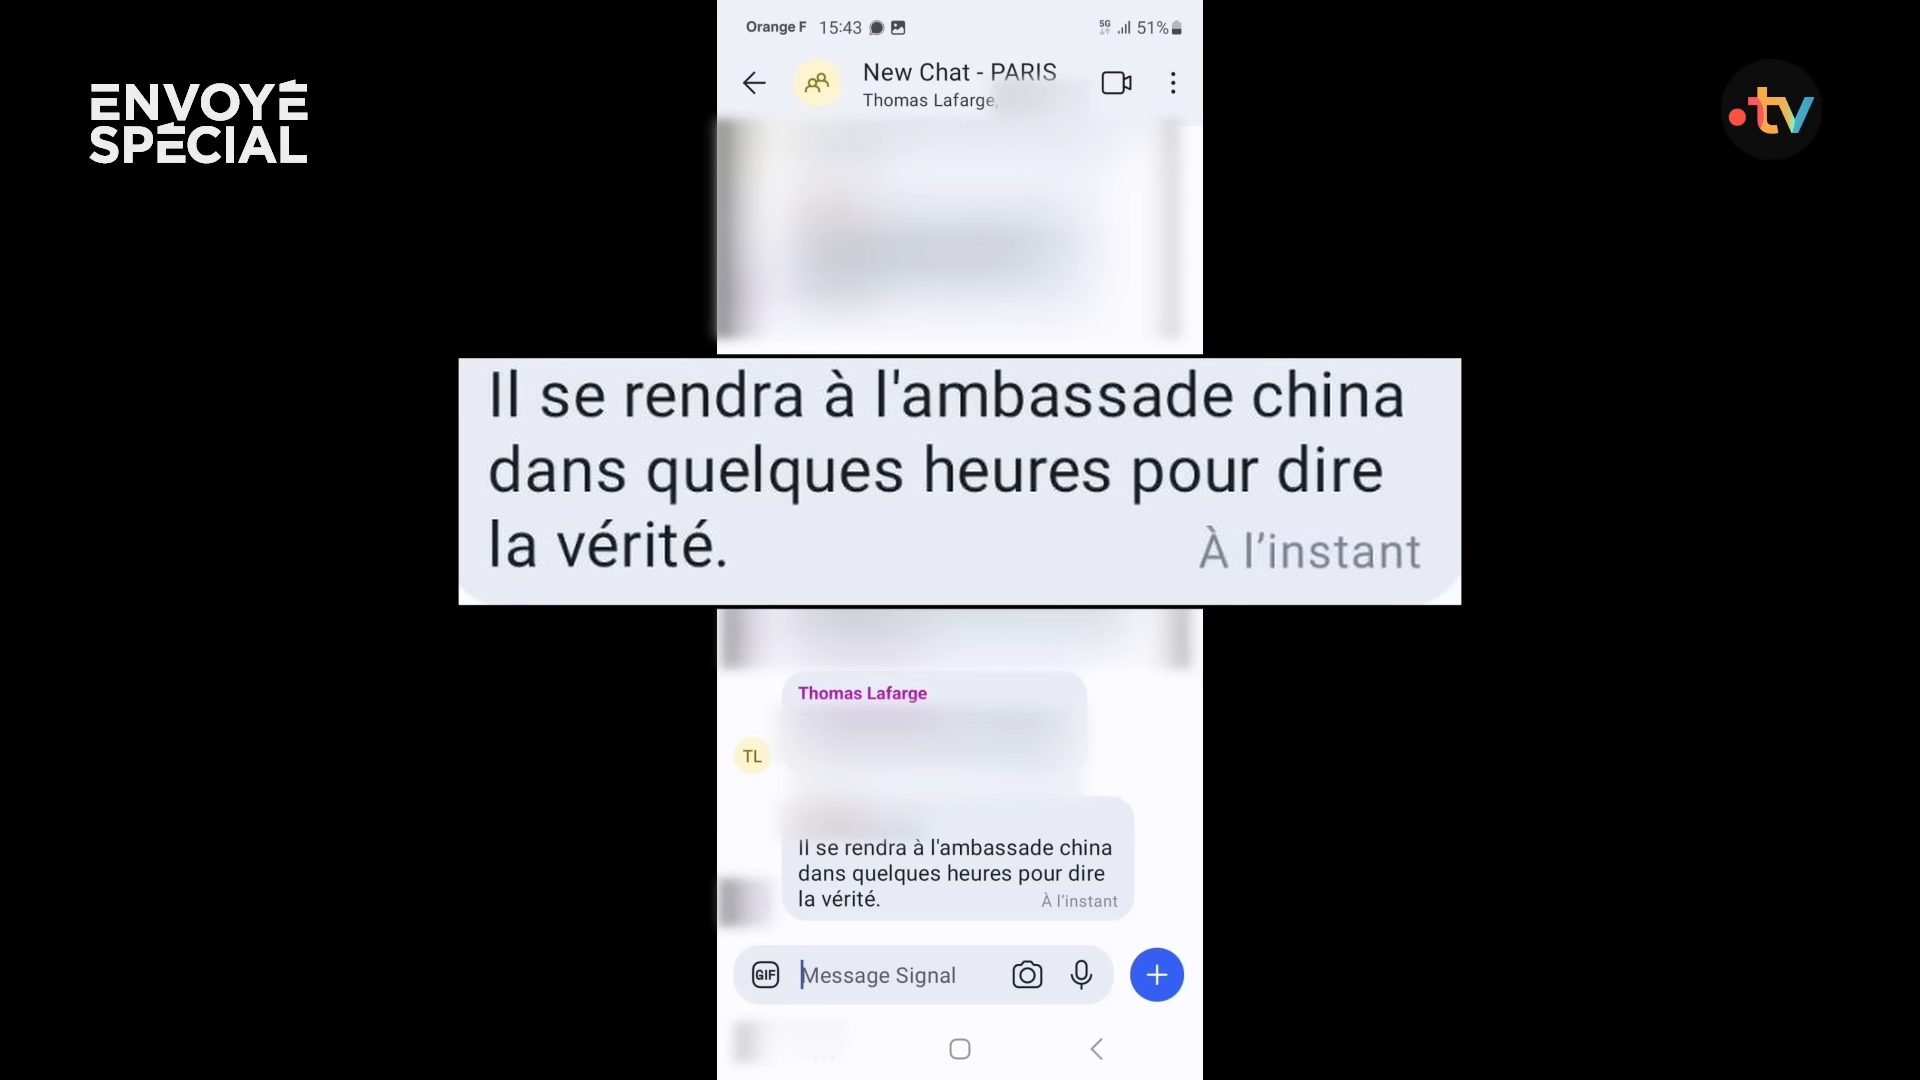 Orange F 15:43 5G 51%
ENVOYÉ
SPÉCIAL
New Chat - PARIS
Thomas Lafarge,
.tv
Il se rendra à l'ambassade china
dans quelques heures pour dire
la vérité. À l'instant
Thomas Lafarge
TL
Il se rendra à l'ambassade china
dans quelques heures pour dire
la vérité. À l'instant
GIF Message Signal